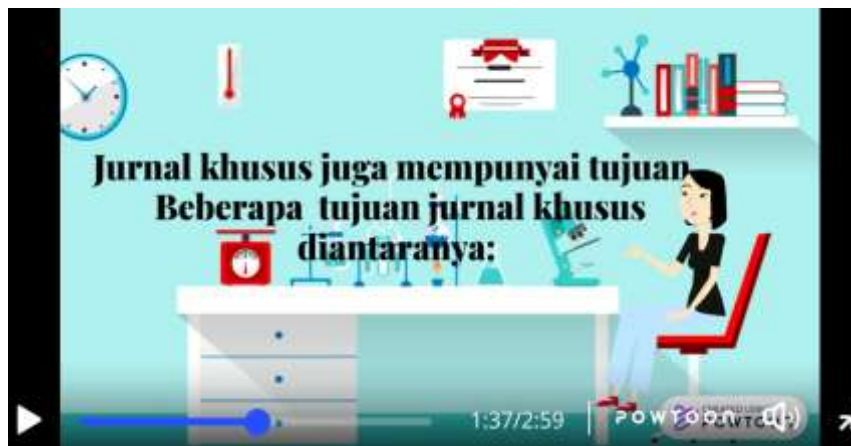 Jurnal khusus juga mempunyai tujuan
Beberapa tujuan jurnal khusus
diantaranya:
1:37/2:59
POWTOON